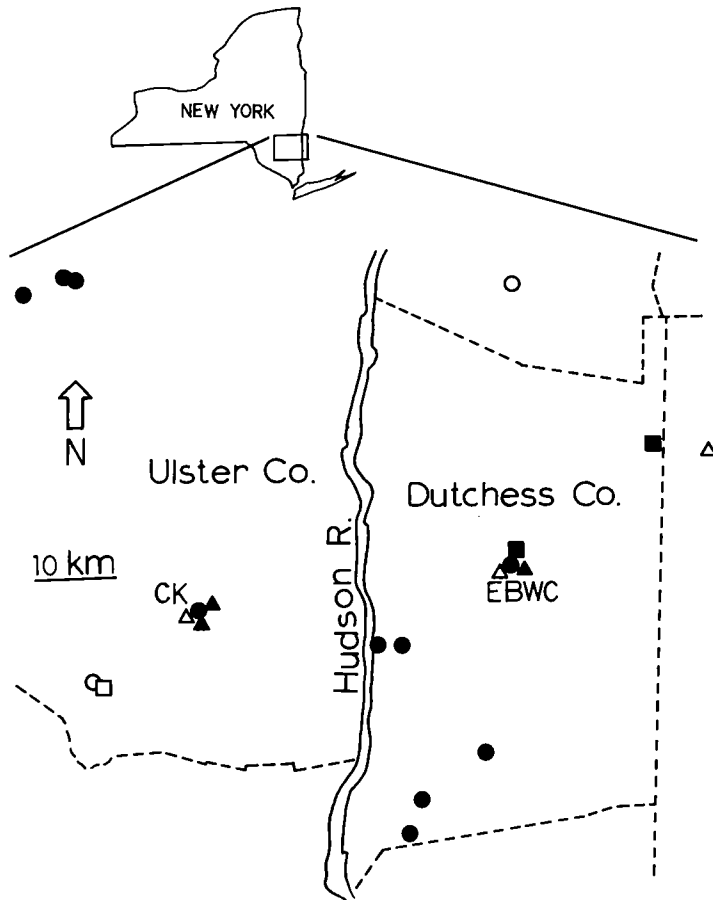 NEW YORK
N
Ulster Co.
Dutchess Co.
Hudson R.
10 km
CK
EBWC